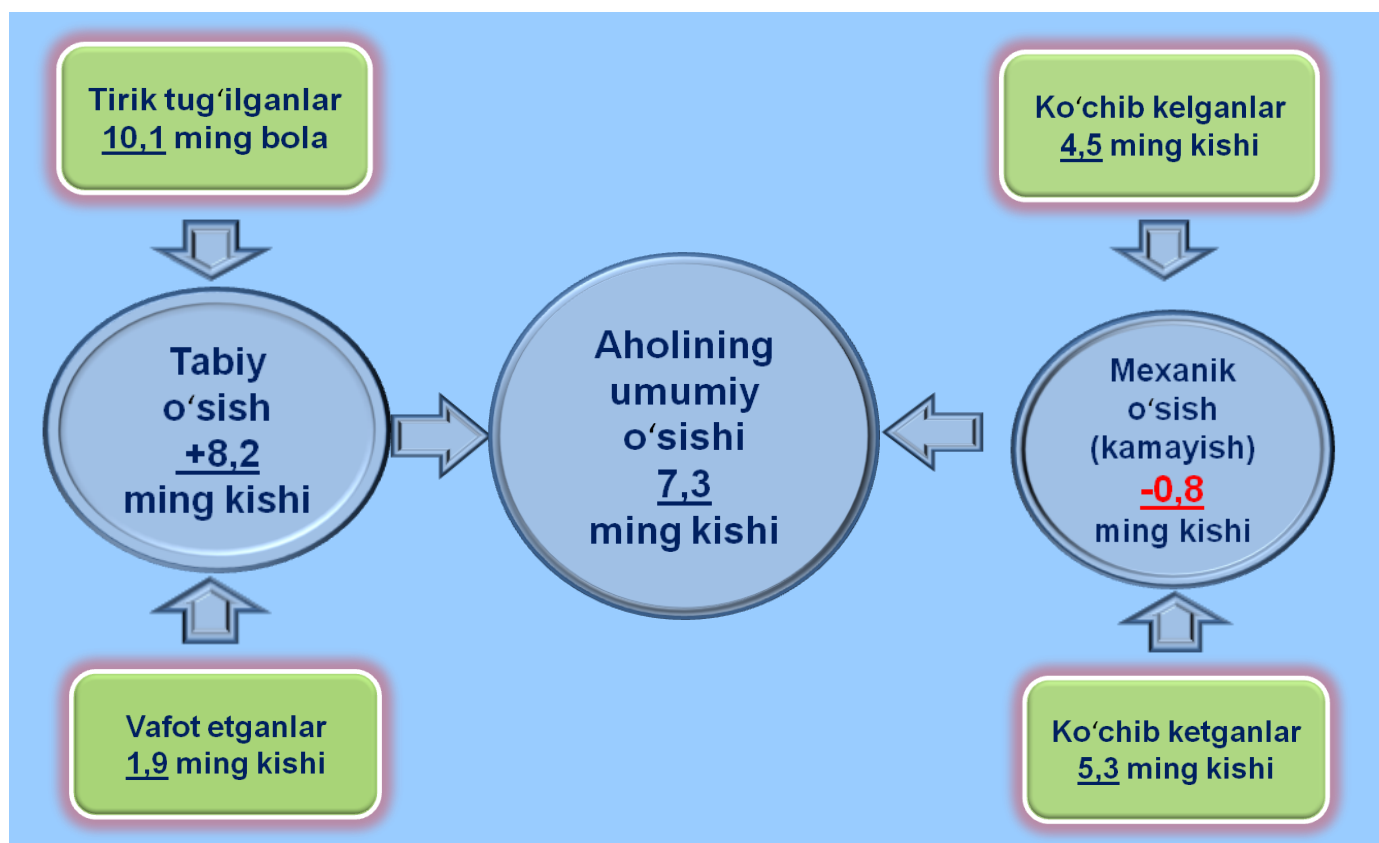 Tirik tugʻilganlar
10,1 ming bola
Koʻchib kelganlar
4,5 ming kishi
Tabiy
oʻsish
+8,2
ming kishi
Aholining
umumiy
oʻsishi
7,3
ming kishi
Mexanik
oʻsish
(kamayish)
-0,8
ming kishi
Vafot etganlar
1,9 ming kishi
Koʻchib ketganlar
5,3 ming kishi